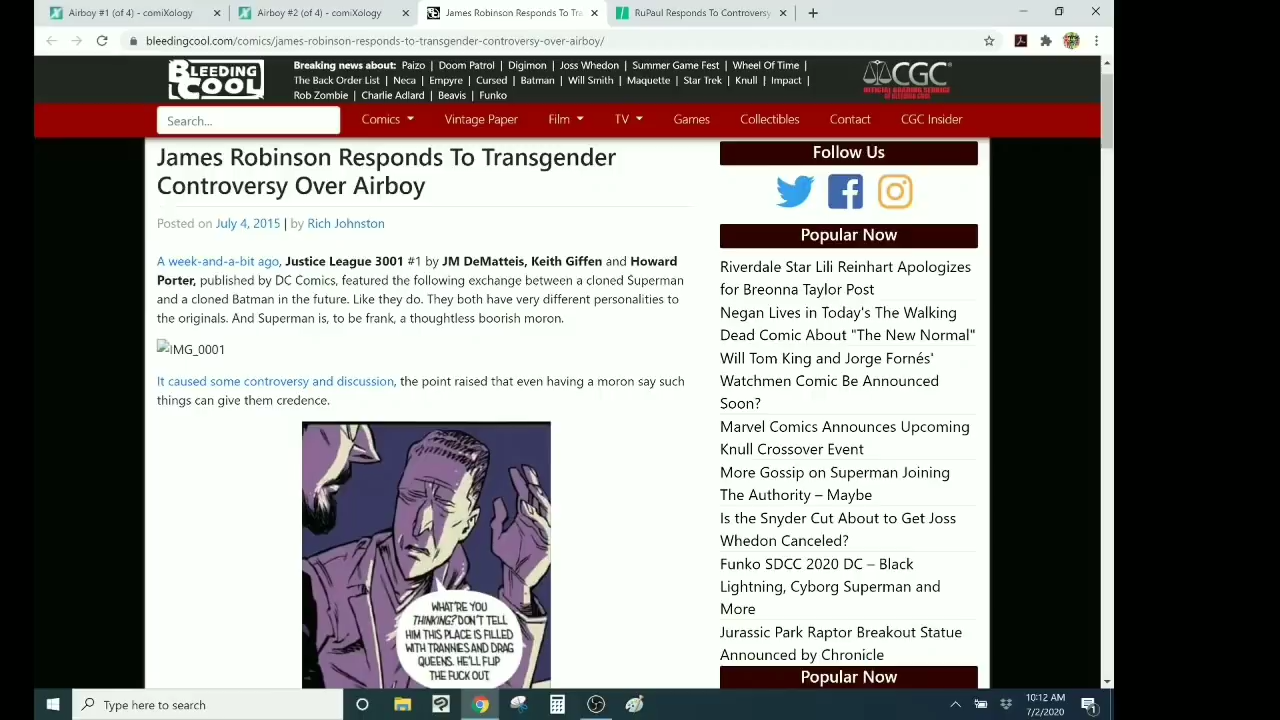 Airboy #1 (of 4) - comiXology
Airboy #2 (of 4) - comiXology
James Robinson Responds To Tra
RuPaul Responds To Controversy
bleedingcool.com/comics/james-robinson-responds-to-transgender-controversy-over-airboy/
BLEEDING COOL
Breaking news about: Paizo | Doom Patrol | Digimon | Joss Whedon | Summer Game Fest | Wheel Of Time |
The Back Order List | Neca | Empyre | Cursed | Batman | Will Smith | Maquette | Star Trek | Knull | Impact |
Rob Zombie | Charlie Adlard | Beavis | Funko
CGC
OFFICIAL GRADING SERVICE
OF BLEEDING COOL
Search...
Comics
Vintage Paper
Film
TV
Games
Collectibles
Contact
CGC Insider
James Robinson Responds To Transgender
Controversy Over Airboy
Posted on July 4, 2015 | by Rich Johnston
A week-and-a-bit ago, Justice League 3001 #1 by JM DeMatteis, Keith Giffen and Howard
Porter, published by DC Comics, featured the following exchange between a cloned Superman
and a cloned Batman in the future. Like they do. They both have very different personalities to
the originals. And Superman is, to be frank, a thoughtless boorish moron.
IMG_0001
It caused some controversy and discussion, the point raised that even having a moron say such
things can give them credence.
WHAT'RE YOU
THINKING? DON'T TELL
HIM THIS PLACE IS FILLED
WITH TRANNIES AND DRAG
QUEENS. HE'LL FLIP
THE FUCK OUT.
Follow Us
Popular Now
Riverdale Star Lili Reinhart Apologizes
for Breonna Taylor Post
Negan Lives in Today's The Walking
Dead Comic About "The New Normal"
Will Tom King and Jorge Fornés'
Watchmen Comic Be Announced
Soon?
Marvel Comics Announces Upcoming
Knull Crossover Event
More Gossip on Superman Joining
The Authority – Maybe
Is the Snyder Cut About to Get Joss
Whedon Canceled?
Funko SDCC 2020 DC – Black
Lightning, Cyborg Superman and
More
Jurassic Park Raptor Breakout Statue
Announced by Chronicle
Popular Now
Type here to search
10:12 AM
7/2/2020
1